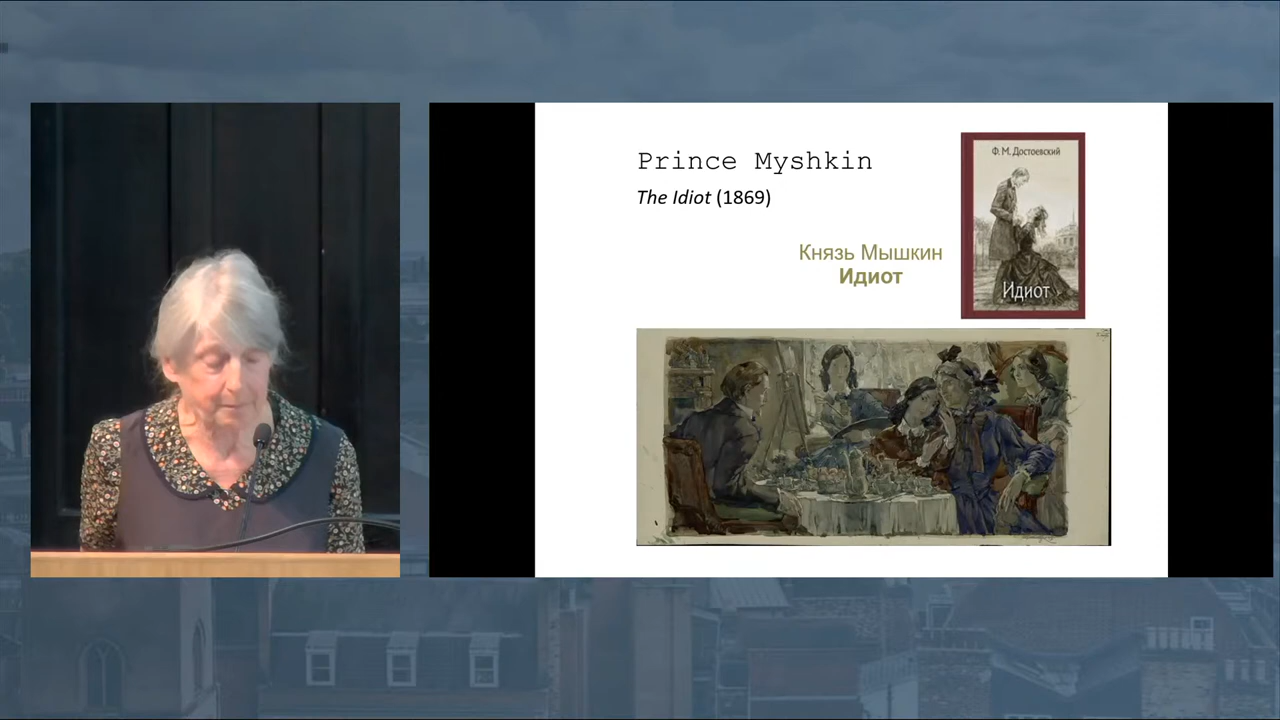 Prince Myshkin
The Idiot (1869)
Князь Мышкин
Идиот
Ф. М. Достоевский
Идиот